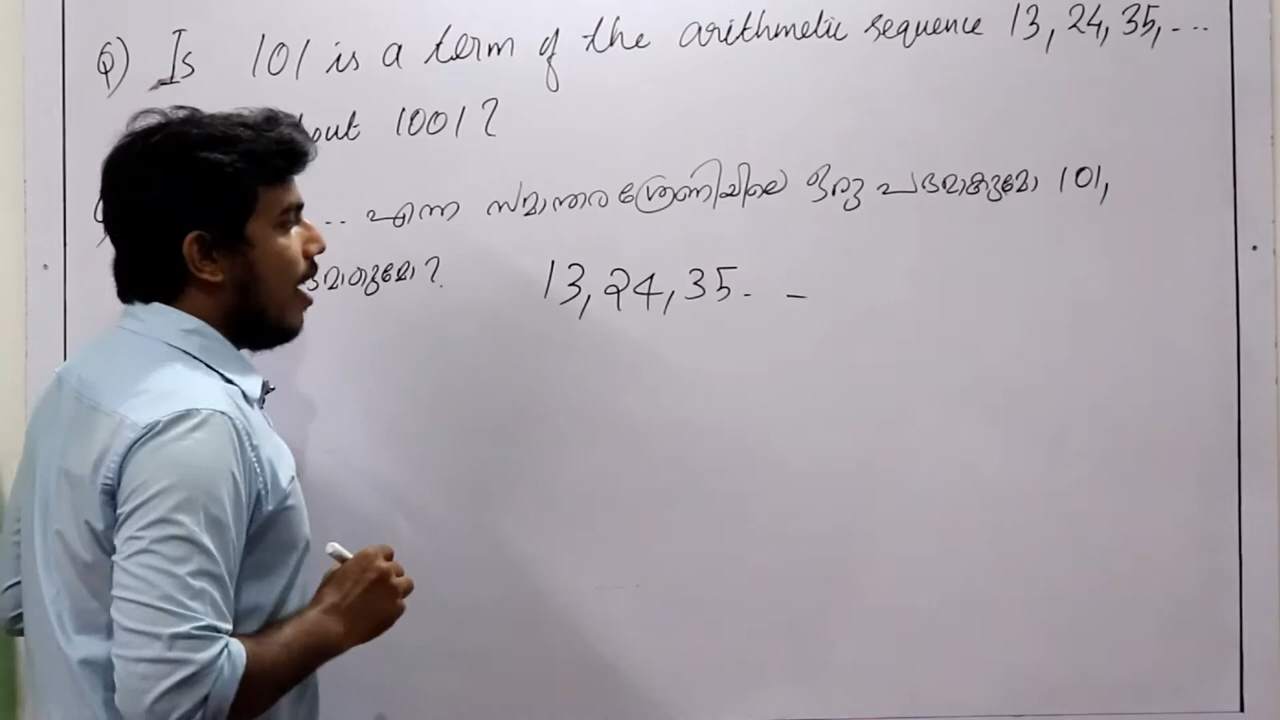 Q) Is 101 is a term of the arithmetic sequence 13, 24, 35, ....
out 1001?
.. എന്ന സമാന്തര ശ്രേണിയിലെ ഒരു പദമാകുമോ 101,
മാകുമോ?
13, 24, 35. . –